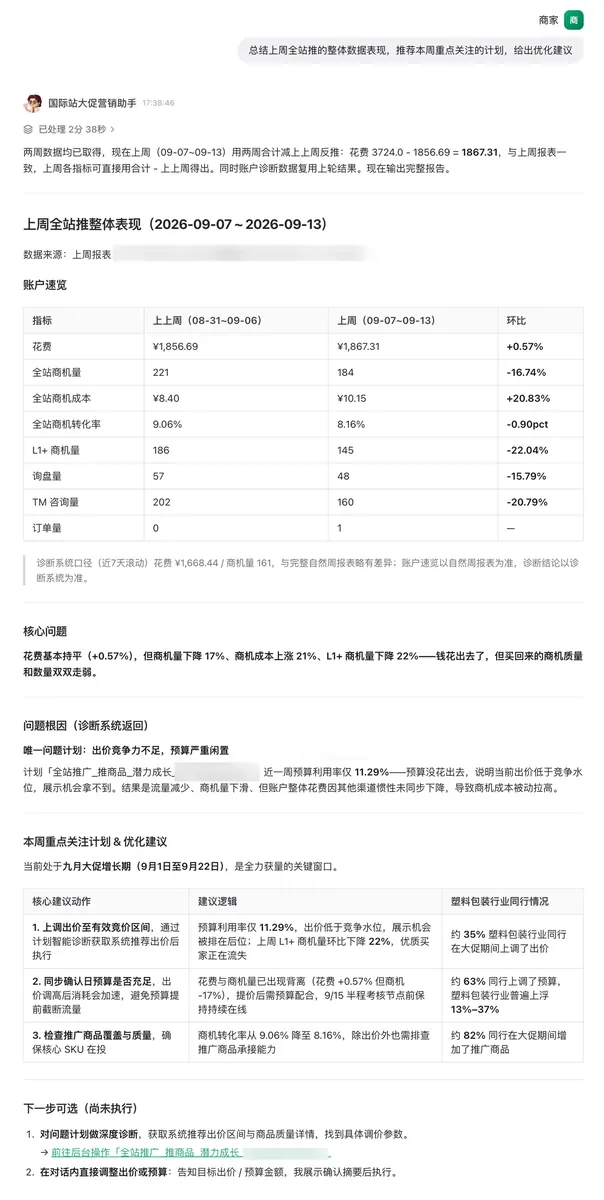 商家 商
总结上周全站推的整体数据表现，推荐本周重点关注的计划，给出优化建议
国际站大促营销助手 17:38:46
已处理 2分 38秒 >
两周数据均已取得，现在上周（09-07~09-13）用两周合计减上上周反推：花费 3724.0 - 1856.69 = 1867.31，与上周报表一
致，上周各指标可直接用合计 - 上上周得出。同时账户诊断数据复用上轮结果。现在输出完整报告。
上周全站推整体表现（2026-09-07 ~ 2026-09-13）
数据来源：上周报表
账户速览
指标 上上周（08-31~09-06） 上周（09-07~09-13） 环比
花费 ¥1,856.69 ¥1,867.31 +0.57%
全站商机量 221 184 -16.74%
全站商机成本 ¥8.40 ¥10.15 +20.83%
全站商机转化率 9.06% 8.16% -0.90pct
L1+ 商机量 186 145 -22.04%
询盘量 57 48 -15.79%
TM 咨询量 202 160 -20.79%
订单量 0 1 —
诊断系统口径（近7天滚动）花费 ¥1,668.44 / 商机量 161，与完整自然周报表略有差异；账户速览以自然周报表为准，诊断结论以诊
断系统为准。
核心问题
花费基本持平（+0.57%），但商机量下降 17%、商机成本上涨 21%、L1+ 商机量下降 22%——钱花出去了，但买回来的商机质量
和数量双双走弱。
问题根因（诊断系统返回）
唯一问题计划：出价竞争力不足，预算严重闲置
计划「全站推广_推商品_潜力成长_ 近一周预算利用率仅 11.29%——预算没花出去，说明当前出价低于竞争水
位，展示机会拿不到。结果是流量减少、商机量下滑、但账户整体花费因其他渠道惯性未同步下降，导致商机成本被动拉高。
本周重点关注计划 & 优化建议
当前处于九月大促增长期（9月1日至9月22日），是全力获量的关键窗口。
核心建议动作 建议逻辑 塑料包装行业同行情况
1. 上调出价至有效竞价区间，通过
计划智能诊断获取系统推荐出价后
执行
预算利用率仅 11.29%，出价低于竞争水位，展示机会
被排在后位；上周 L1+ 商机量环比下降 22%，优质买
家正在流失
约 35% 塑料包装行业同行
在大促期间上调了出价
2. 同步确认日预算是否充足，出
价调高后消耗会加速，避免预算提
前截断流量
花费与商机量已出现背离（花费 +0.57% 但商机
-17%），提价后需预算配合，9/15 半程考核节点前保
持持续在线
约 63% 同行上调了预算，
塑料包装行业普遍上浮
13%~37%
3. 检查推广商品覆盖与质量，确
保核心 SKU 在投
商机转化率从 9.06% 降至 8.16%，除出价外也需排查
推广商品承接能力
约 82% 同行在大促期间增
加了推广商品
下一步可选（尚未执行）
1. 对问题计划做深度诊断，获取系统推荐出价区间与商品质量详情，找到具体调价参数。
→ 前往后台操作「全站推广_推商品_潜力成长_
2. 在对话内直接调整出价或预算：告知目标出价 / 预算金额，我展示确认摘要后执行。